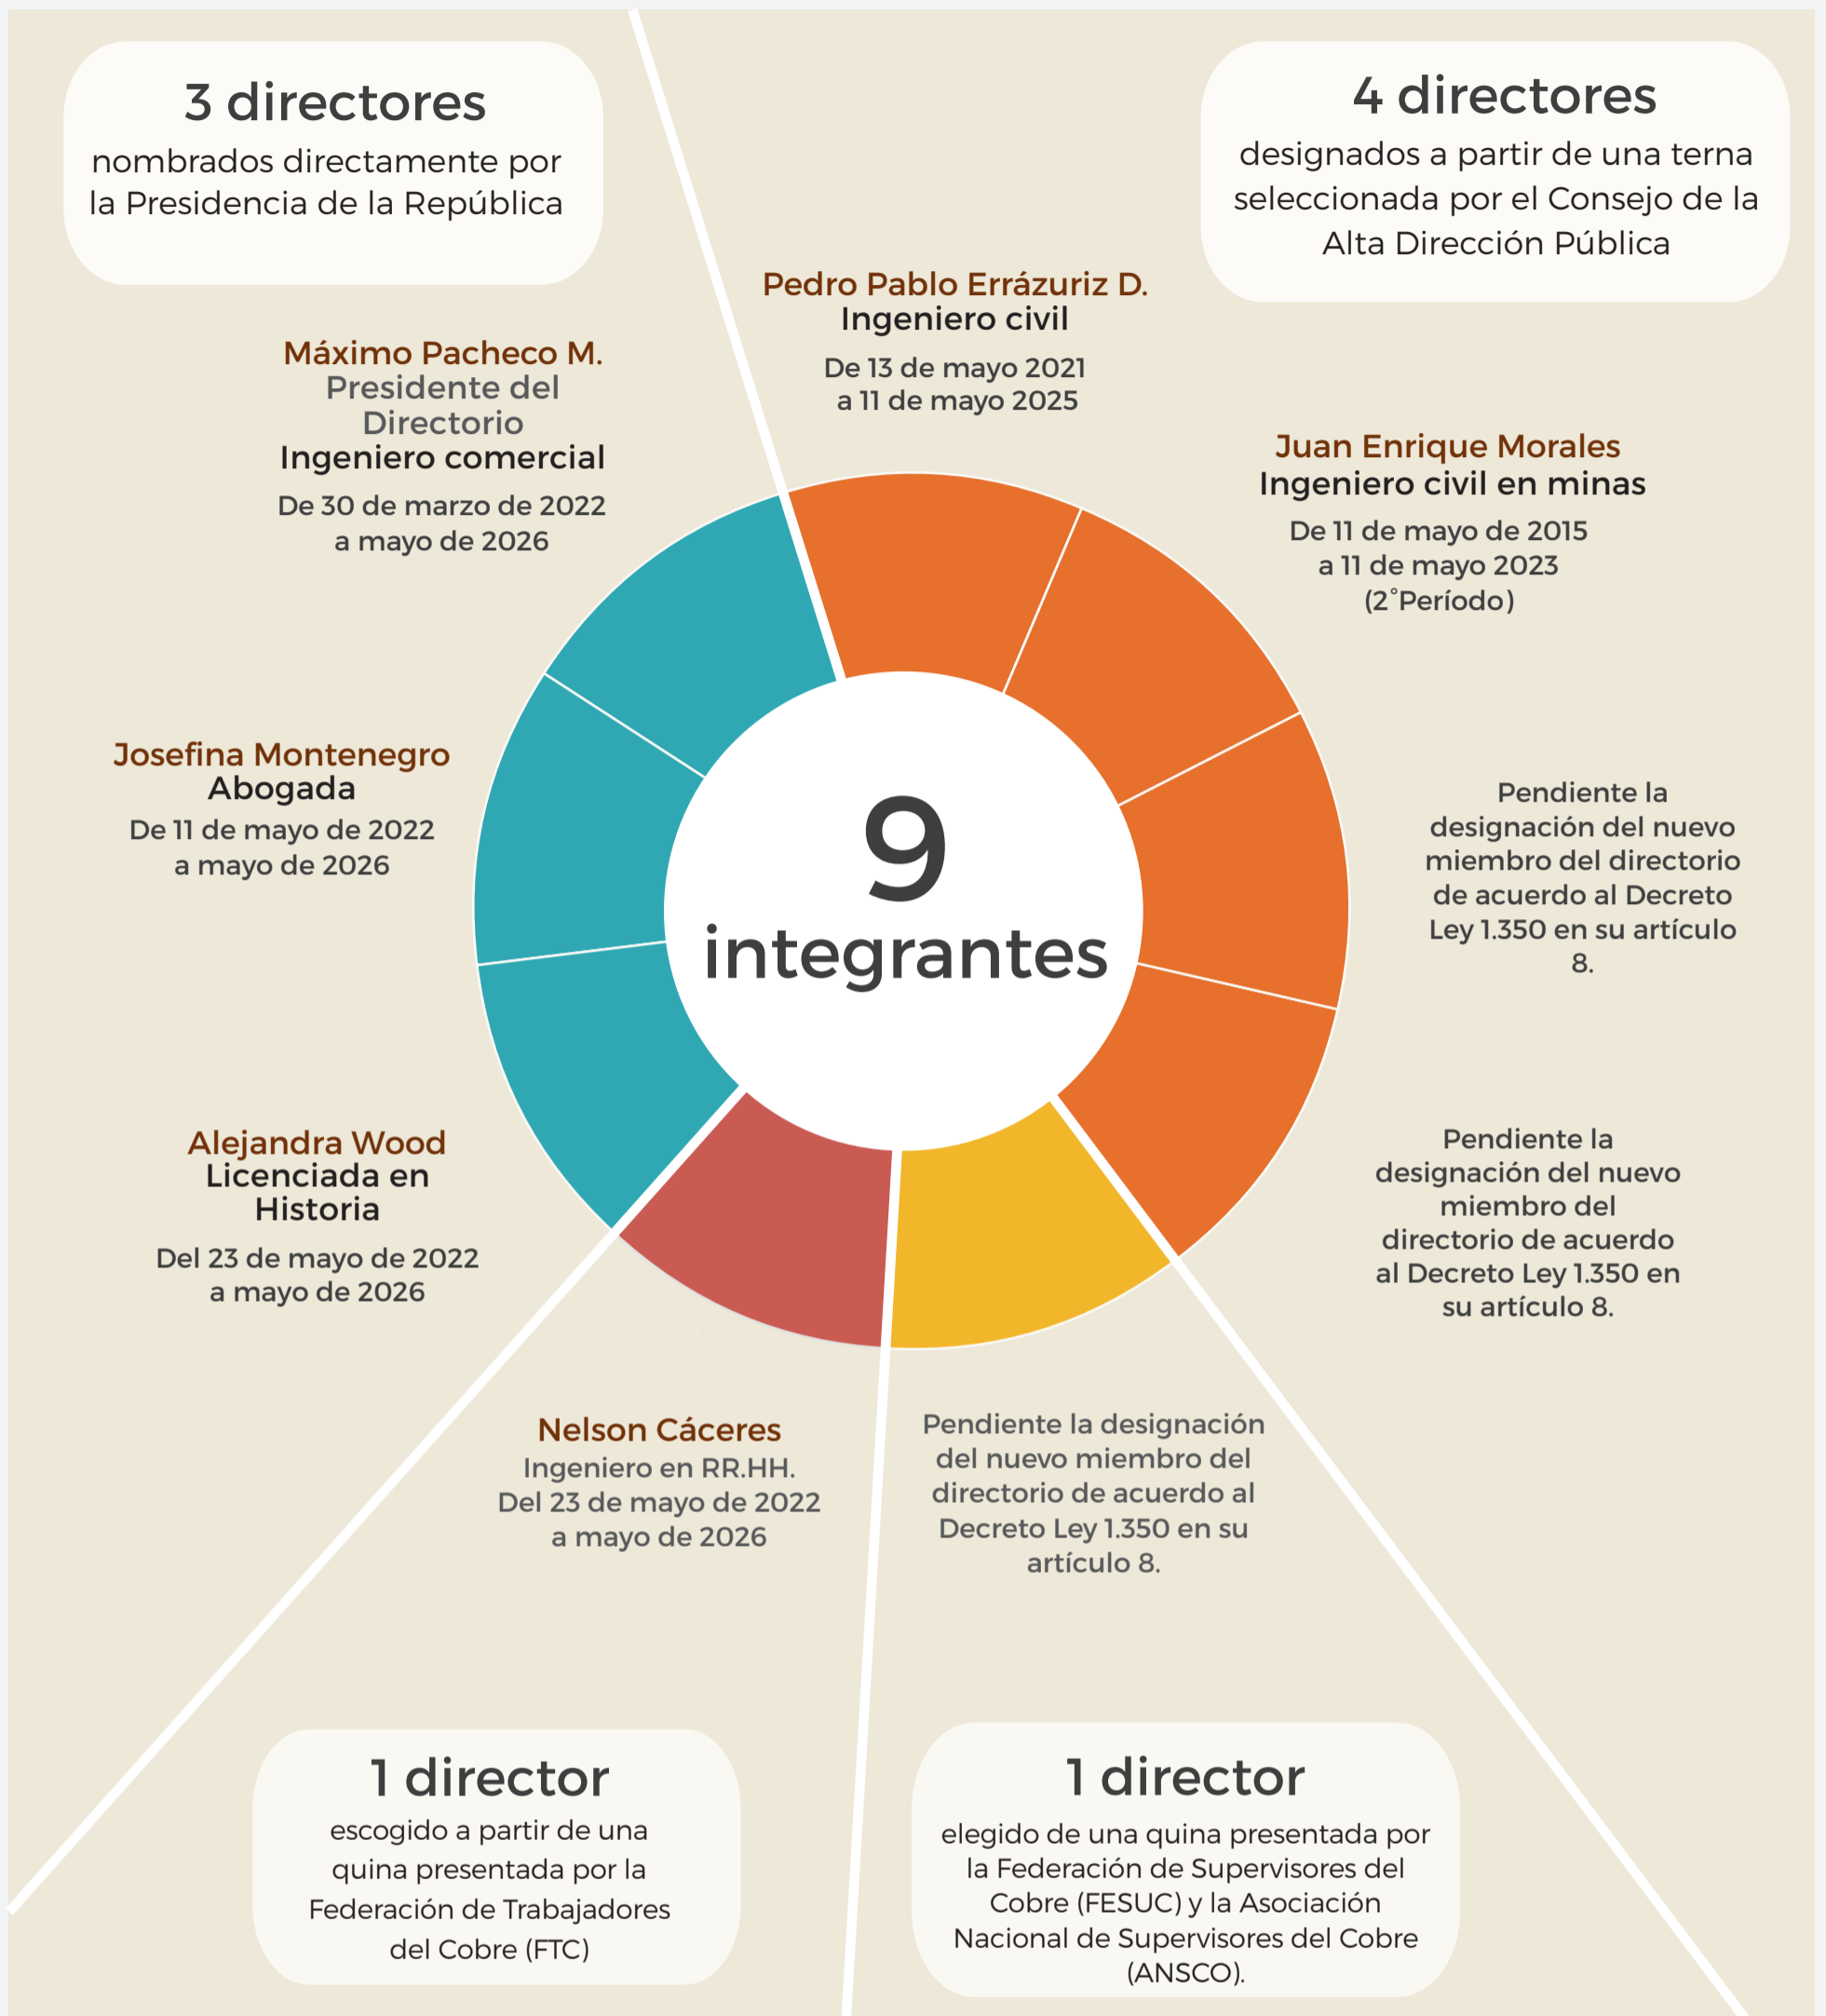 3 directores
nombrados directamente por
la Presidencia de la República
4 directores
designados a partir de una terna
seleccionada por el Consejo de la
Alta Dirección Pública
Pedro Pablo Errázuriz D.
Ingeniero civil
De 13 de mayo 2021
a 11 de mayo 2025
Máximo Pacheco M.
Presidente del
Directorio
Ingeniero comercial
De 30 de marzo de 2022
a mayo de 2026
Juan Enrique Morales
Ingeniero civil en minas
De 11 de mayo de 2015
a 11 de mayo 2023
(2°Período)
Josefina Montenegro
Abogada
De 11 de mayo de 2022
a mayo de 2026
9
integrantes
Pendiente la
designación del nuevo
miembro del directorio
de acuerdo al Decreto
Ley 1.350 en su artículo
8.
Alejandra Wood
Licenciada en
Historia
Del 23 de mayo de 2022
a mayo de 2026
Pendiente la
designación del nuevo
miembro del
directorio de acuerdo
al Decreto Ley 1.350 en
su artículo 8.
Nelson Cáceres
Ingeniero en RR.HH.
Del 23 de mayo de 2022
a mayo de 2026
Pendiente la designación
del nuevo miembro del
directorio de acuerdo al
Decreto Ley 1.350 en su
artículo 8.
1 director
escogido a partir de una
quina presentada por la
Federación de Trabajadores
del Cobre (FTC)
1 director
elegido de una quina presentada por
la Federación de Supervisores del
Cobre (FESUC) y la Asociación
Nacional de Supervisores del Cobre
(ANSCO).